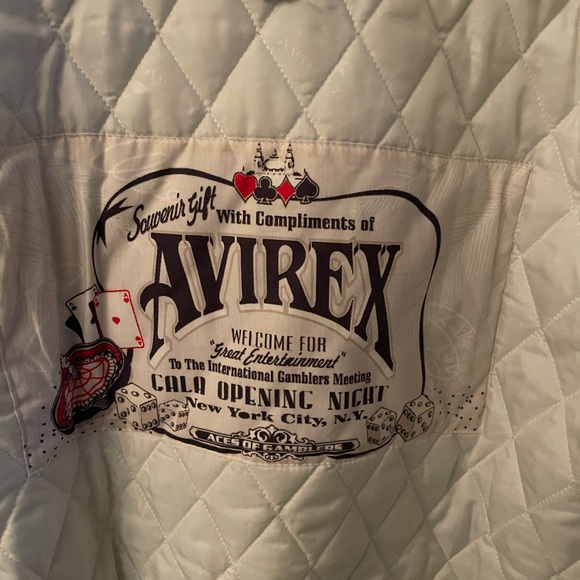 Souvenir Gift
With Compliments of
AVIREX
WELCOME FOR
"Great Entertainment"
To The International Gamblers Meeting
GALA OPENING NIGHT
New York City, N.Y.
ACES OF GAMBLERS